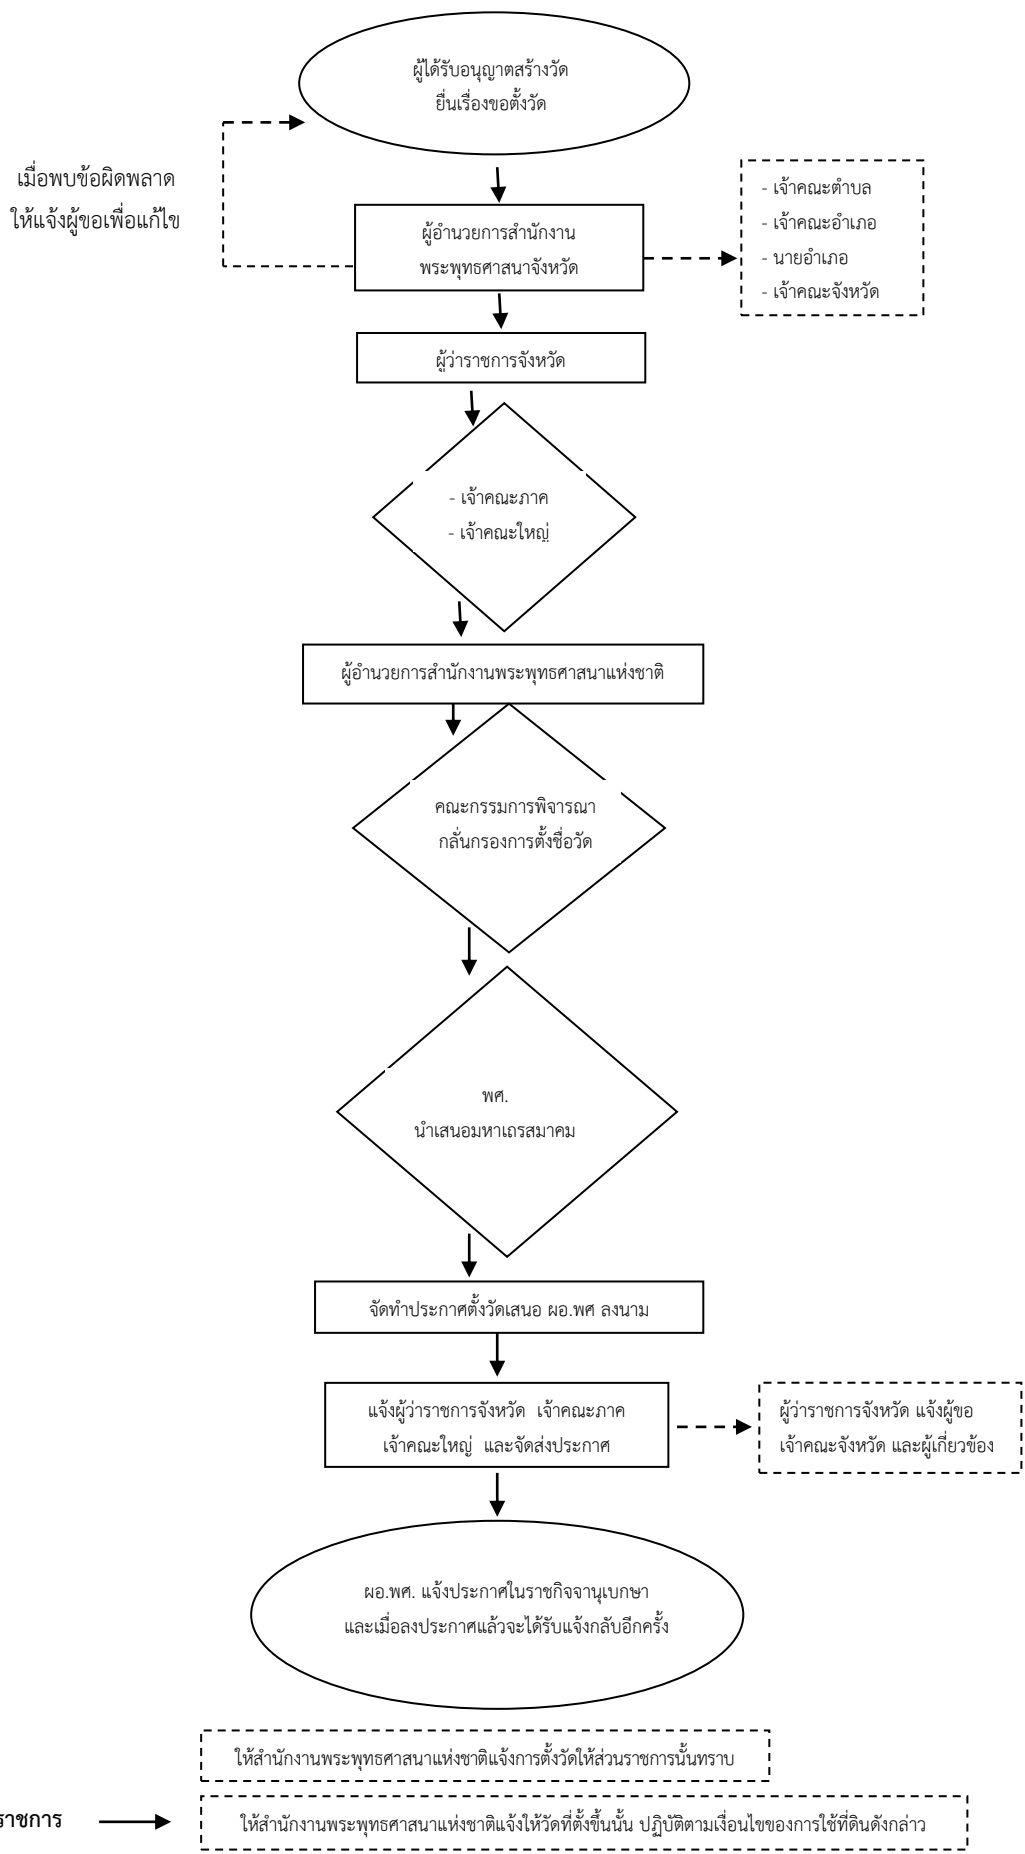 ผู้ได้รับอนุญาตสร้างวัด
ยื่นเรื่องขอตั้งวัด
เมื่อพบข้อผิดพลาด
ให้แจ้งผู้ขอเพื่อแก้ไข
ผู้อำนวยการสำนักงาน
พระพุทธศาสนาจังหวัด
- เจ้าคณะตำบล
- เจ้าคณะอำเภอ
- นายอำเภอ
- เจ้าคณะจังหวัด
ผู้ว่าราชการจังหวัด
- เจ้าคณะภาค
- เจ้าคณะใหญ่
ผู้อำนวยการสำนักงานพระพุทธศาสนาแห่งชาติ
คณะกรรมการพิจารณา
กลั่นกรองการตั้งชื่อวัด
พศ.
นำเสนอมหาเถรสมาคม
จัดทำประกาศตั้งวัดเสนอ ผอ.พศ ลงนาม
แจ้งผู้ว่าราชการจังหวัด เจ้าคณะภาค
เจ้าคณะใหญ่ และจัดส่งประกาศ
ผู้ว่าราชการจังหวัด แจ้งผู้ขอ
เจ้าคณะจังหวัด และผู้เกี่ยวข้อง
ผอ.พศ. แจ้งประกาศในราชกิจจานุเบกษา
และเมื่อลงประกาศแล้วจะได้รับแจ้งกลับอีกครั้ง
ให้สำนักงานพระพุทธศาสนาแห่งชาติแจ้งการตั้งวัดให้ส่วนราชการนั้นทราบ
ราชการ
ให้สำนักงานพระพุทธศาสนาแห่งชาติแจ้งให้วัดที่ตั้งขึ้นนั้น ปฏิบัติตามเงื่อนไขของการใช้ที่ดินดังกล่าว